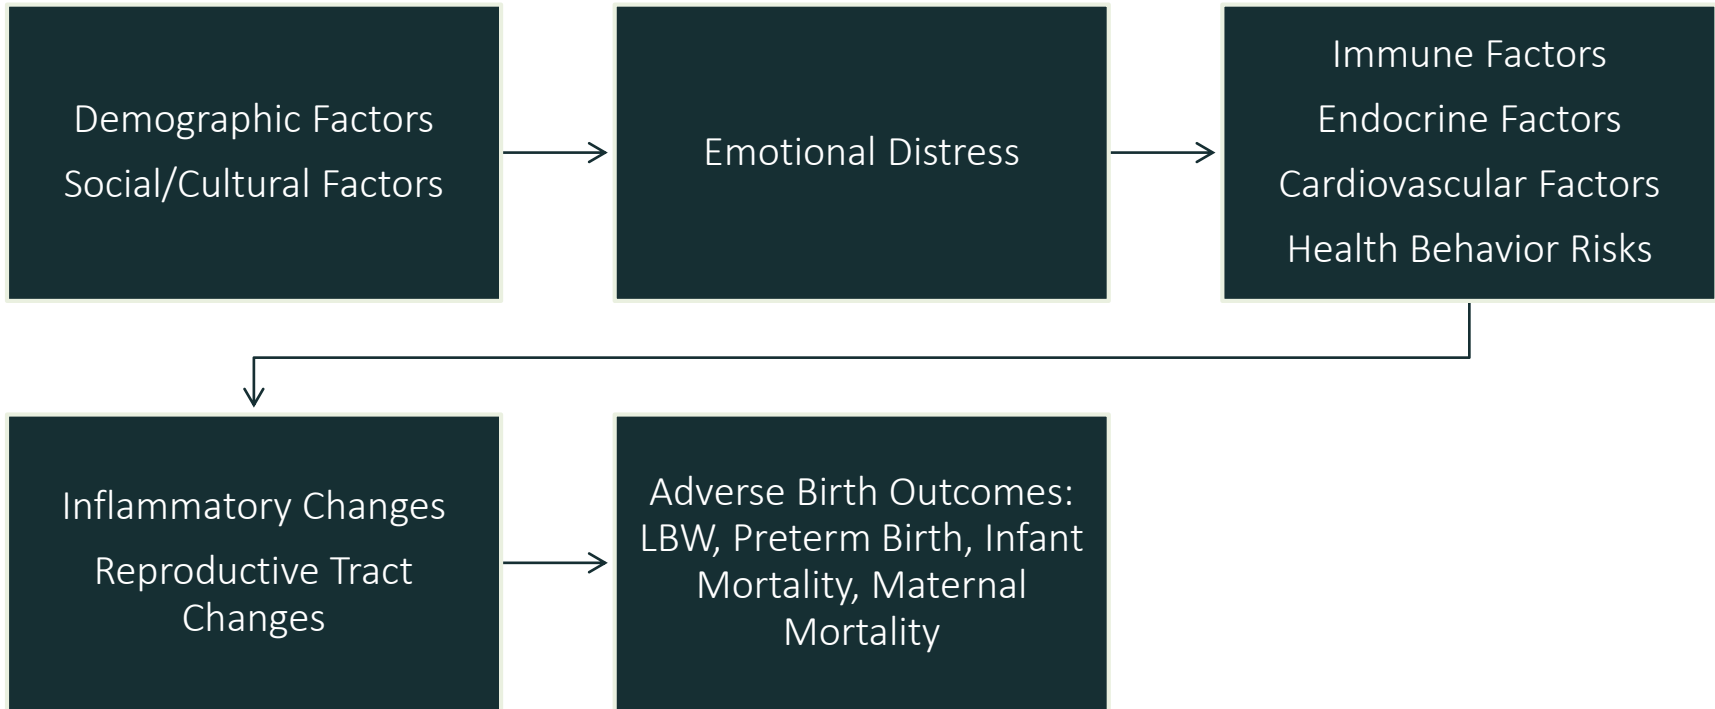 Demographic Factors
Social/Cultural Factors
Emotional Distress
Immune Factors
Endocrine Factors
Cardiovascular Factors
Health Behavior Risks
Inflammatory Changes
Reproductive Tract
Changes
Adverse Birth Outcomes:
LBW, Preterm Birth, Infant
Mortality, Maternal
Mortality